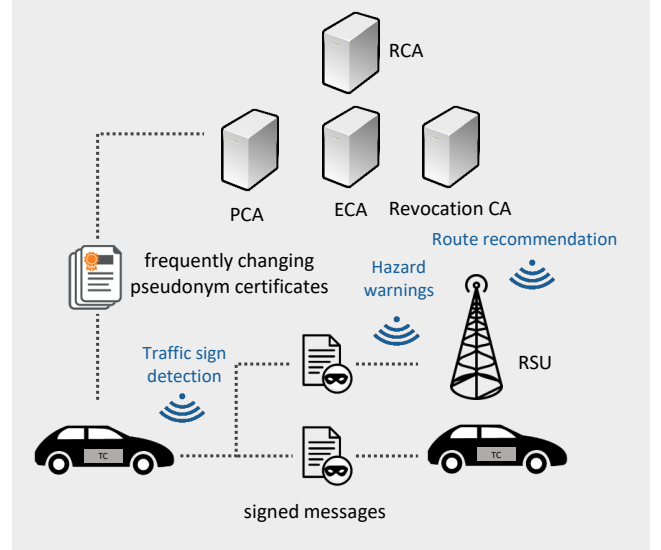 RCA
PCA
ECA
Revocation CA
Route recommendation
frequently changing
pseudonym certificates
Hazard
warnings
Traffic sign
detection
RSU
TC
TC
signed messages